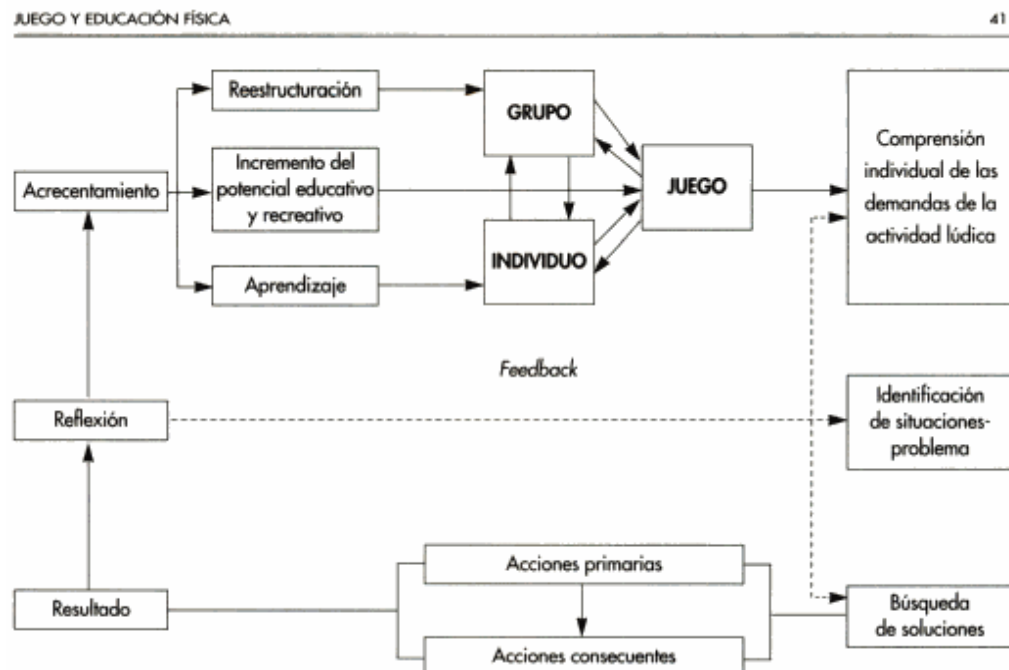 JUEGO Y EDUCACIÓN FÍSICA
41
Reestructuración
GRUPO
Acrecentamiento
Incremento del
potencial educativo
y recreativo
JUEGO
Comprensión
individual de las
demandas de la
actividad lúdica
Aprendizaje
INDIVIDUO
Feedback
Reflexión
Identificación
de situaciones-
problema
Resultado
Acciones primarias
Acciones consecuentes
Búsqueda
de soluciones